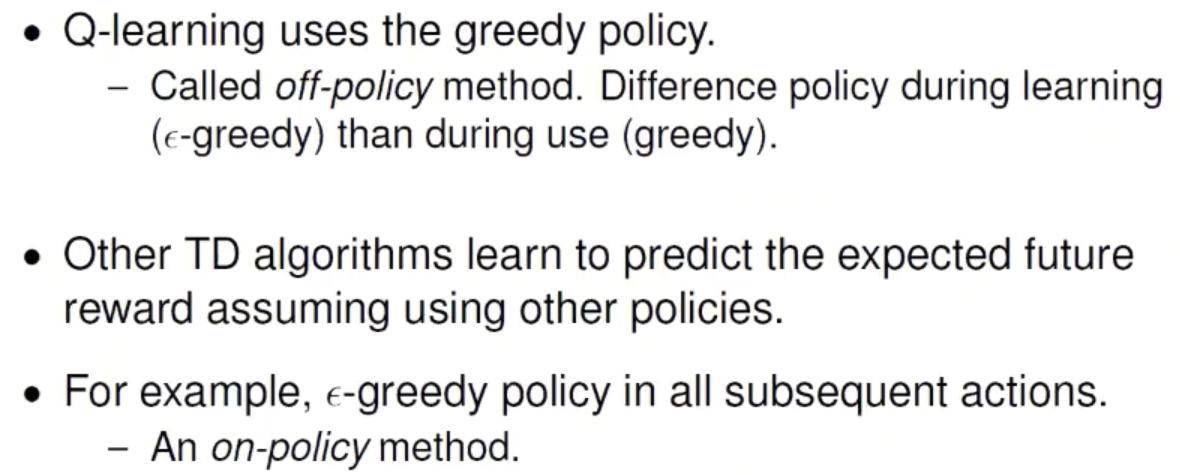 • Q-learning uses the greedy policy.
– Called off-policy method. Difference policy during learning
(ϵ-greedy) than during use (greedy).
• Other TD algorithms learn to predict the expected future
reward assuming using other policies.
• For example, ϵ-greedy policy in all subsequent actions.
– An on-policy method.